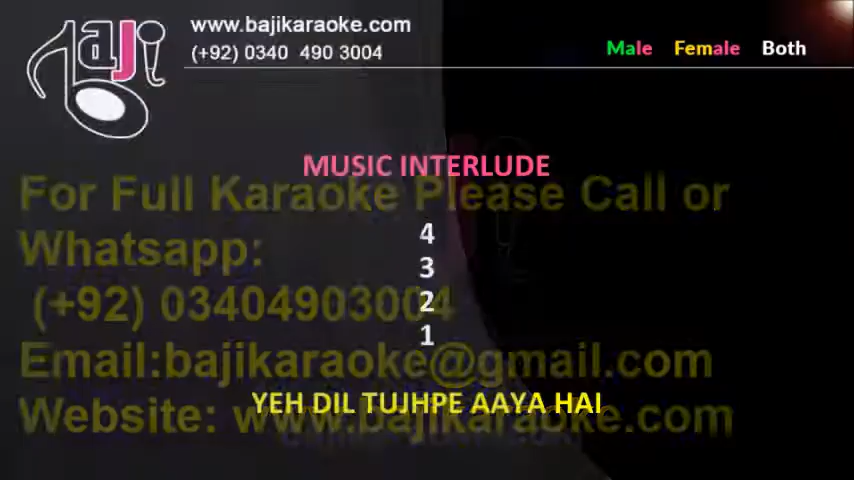 Baji
www.bajikaraoke.com
(+92) 0340 490 3004
Male Female Both
MUSIC INTERLUDE
For Full Karaoke Please Call or
Whatsapp:
(+92) 03404903004
Email:bajikaraoke@gmail.com
Website: www.bajikaraoke.com
4
3
2
1
YEH DIL TUJHPE AAYA HAI